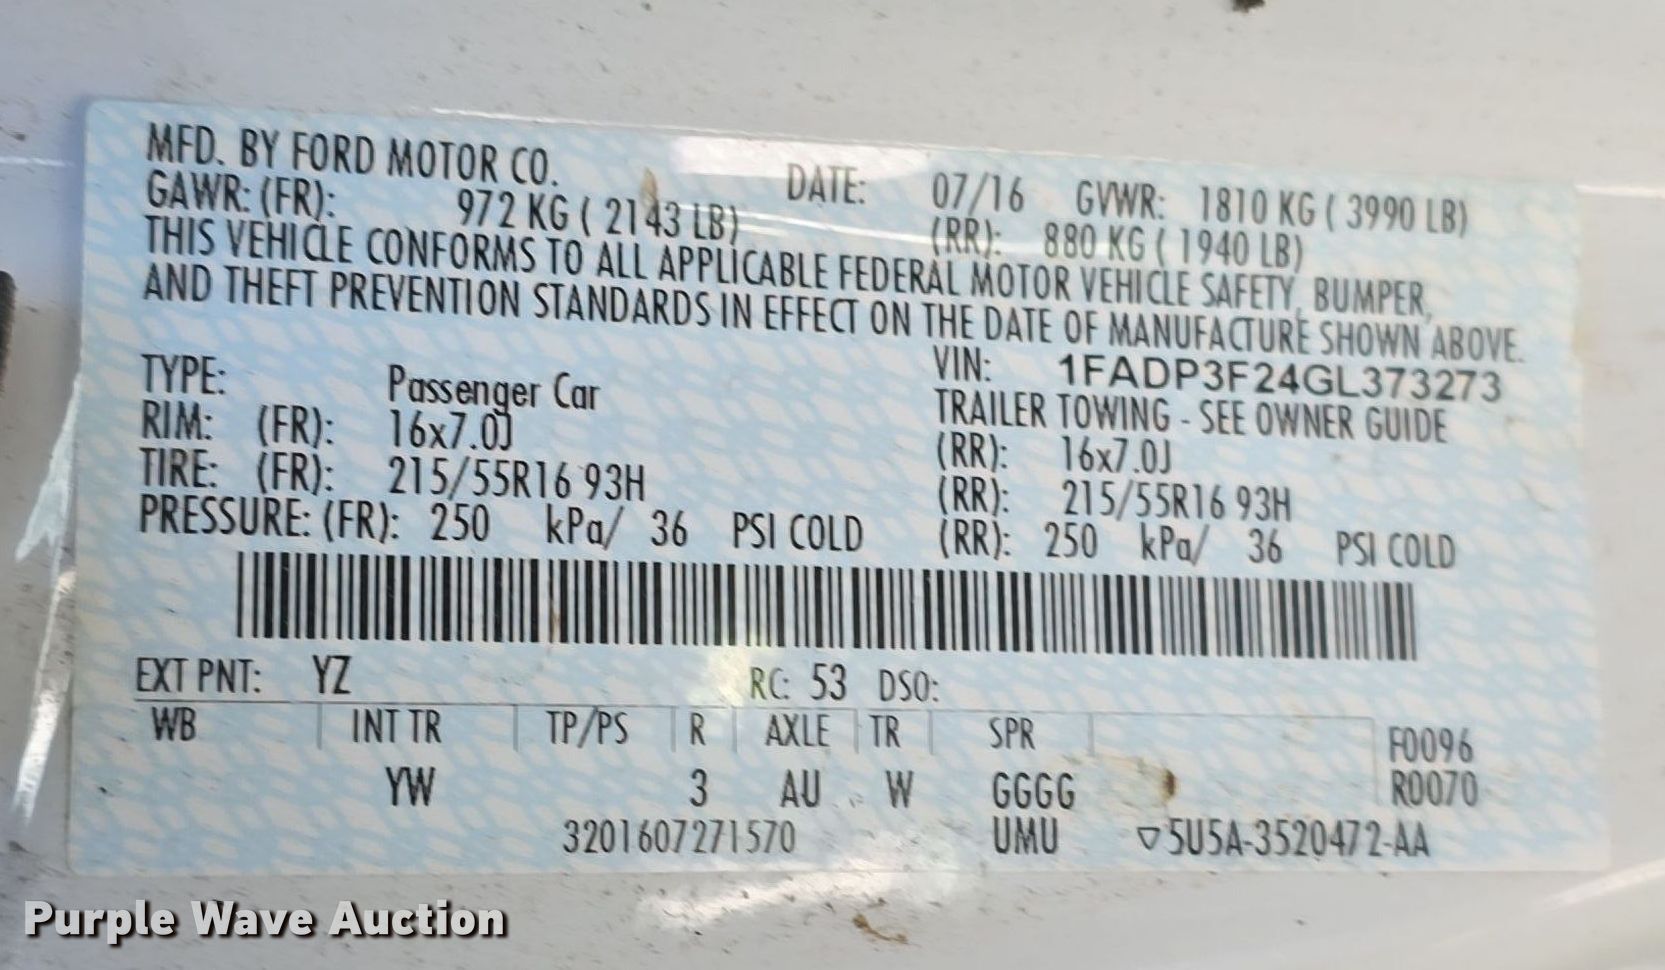 MFD. BY FORD MOTOR CO. DATE: 07/16 GVWR: 1810 KG ( 3990 LB)
GAWR: (FR): 972 KG ( 2143 LB) (RR): 880 KG ( 1940 LB)
THIS VEHICLE CONFORMS TO ALL APPLICABLE FEDERAL MOTOR VEHICLE SAFETY, BUMPER,
AND THEFT PREVENTION STANDARDS IN EFFECT ON THE DATE OF MANUFACTURE SHOWN ABOVE.
VIN: 1FADP3F24GL373273
TYPE: Passenger Car TRAILER TOWING - SEE OWNER GUIDE
RIM: (FR): 16x7.0J (RR): 16x7.0J
TIRE: (FR): 215/55R16 93H (RR): 215/55R16 93H
PRESSURE: (FR): 250 kPa/ 36 PSI COLD (RR): 250 kPa/ 36 PSI COLD
EXT PNT: YZ RC: 53 DSO:
WB INT TR TP/PS R AXLE TR SPR F0096
YW 3 AU W GGGG R0070
3201607271570 UMU ▽5U5A-3520472-AA
Purple Wave Auction